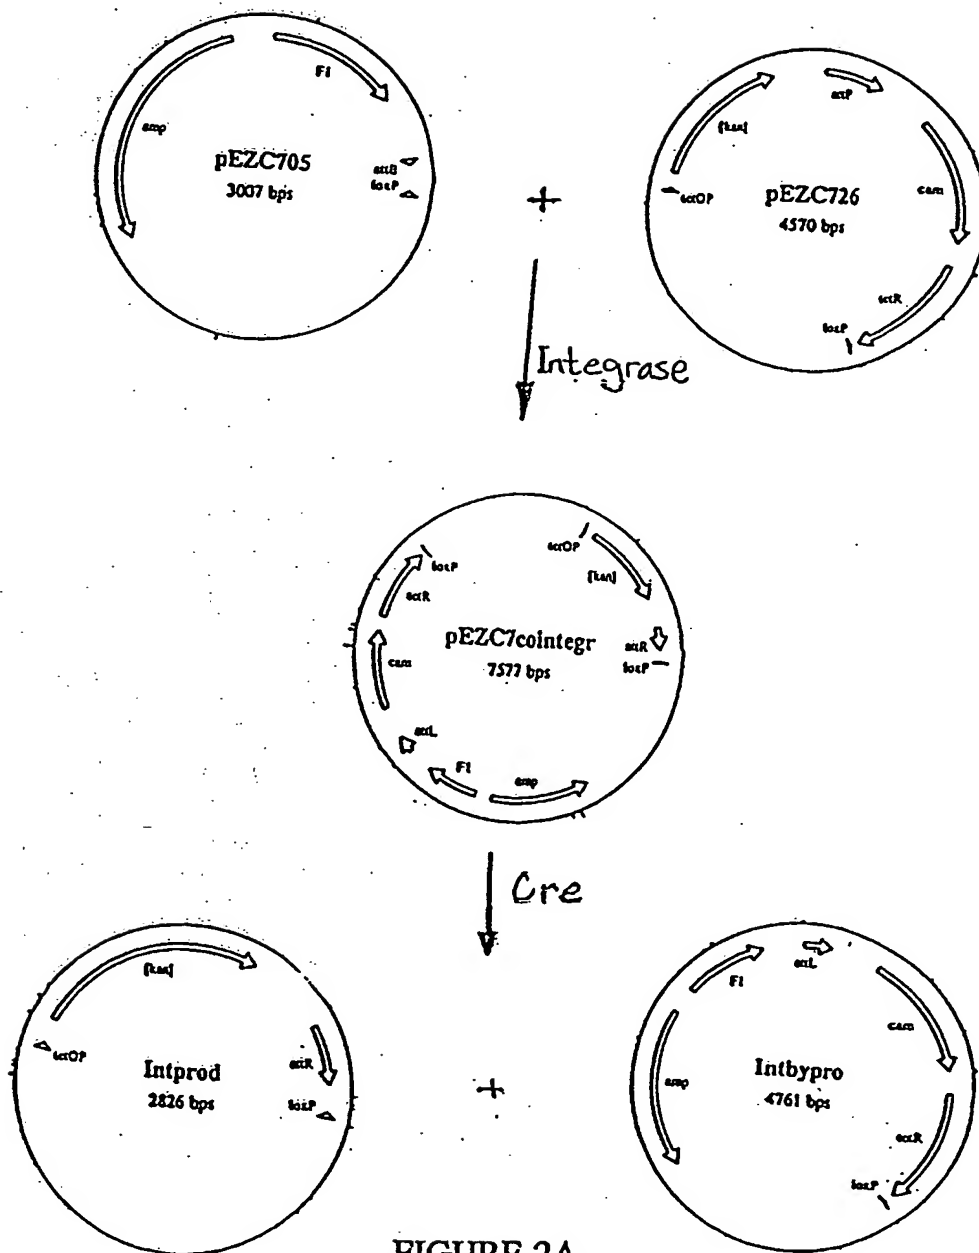 F1
amp
pEZC705
3007 bps
attB
loxP
+
attP
[kan]
tetOP
pEZC726
4570 bps
cam
tetR
loxP
Integrase
tetOP
loxP
[kan]
tetR
pEZC7cointegr
7577 bps
attR
loxP
cam
attL
F1
amp
Cre
[kan]
tetOP
Intprod
2826 bps
attR
loxP
+
F1
attL
cam
amp
Intbypro
4761 bps
tetR
loxP
FIGURE 2A